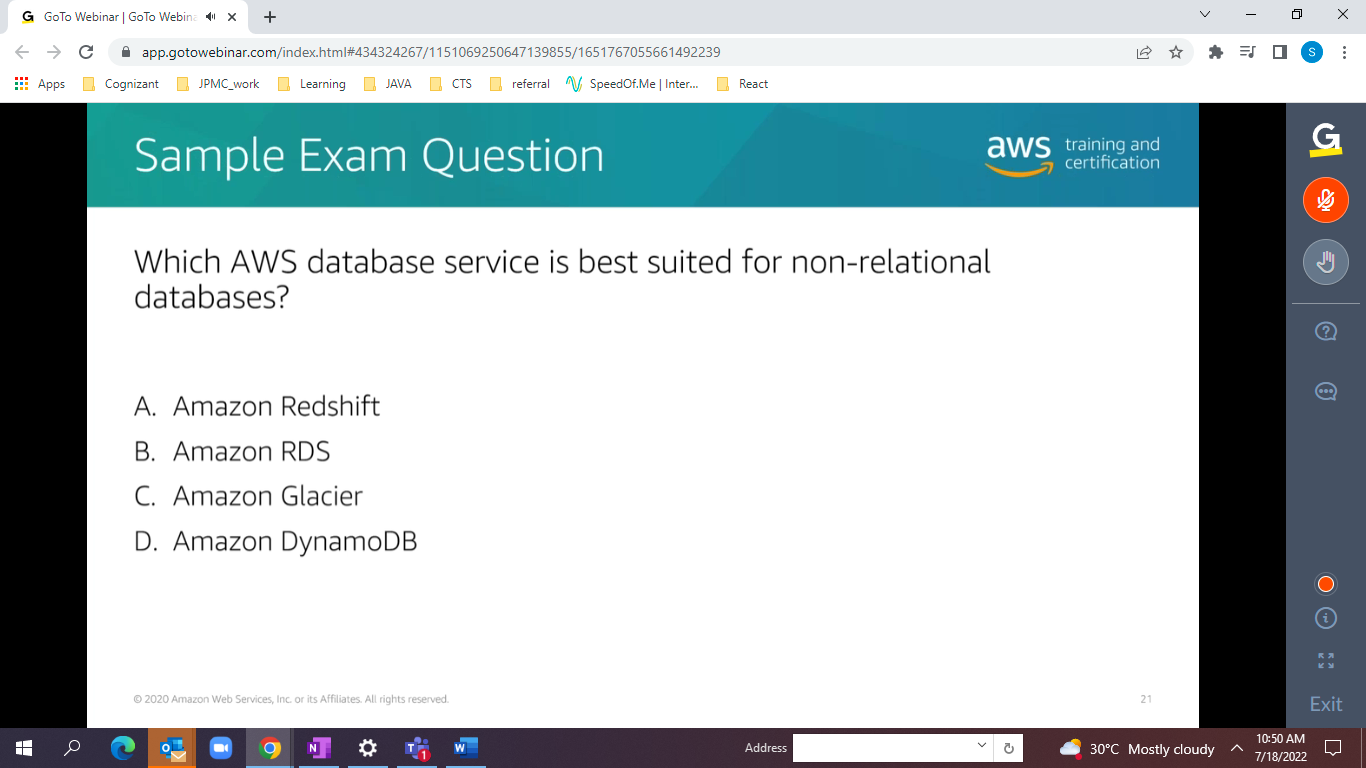 GoTo Webinar | GoTo Webina
app.gotowebinar.com/index.html#434324267/1151069250647139855/1651767055661492239
S
Apps Cognizant JPMC_work Learning JAVA CTS referral SpeedOf.Me | Inter... React
Sample Exam Question
aws training and
certification
Which AWS database service is best suited for non-relational
databases?
A. Amazon Redshift
B. Amazon RDS
C. Amazon Glacier
D. Amazon DynamoDB
© 2020 Amazon Web Services, Inc. or its Affiliates. All rights reserved.
21
Exit
Address
30°C Mostly cloudy
10:50 AM
7/18/2022